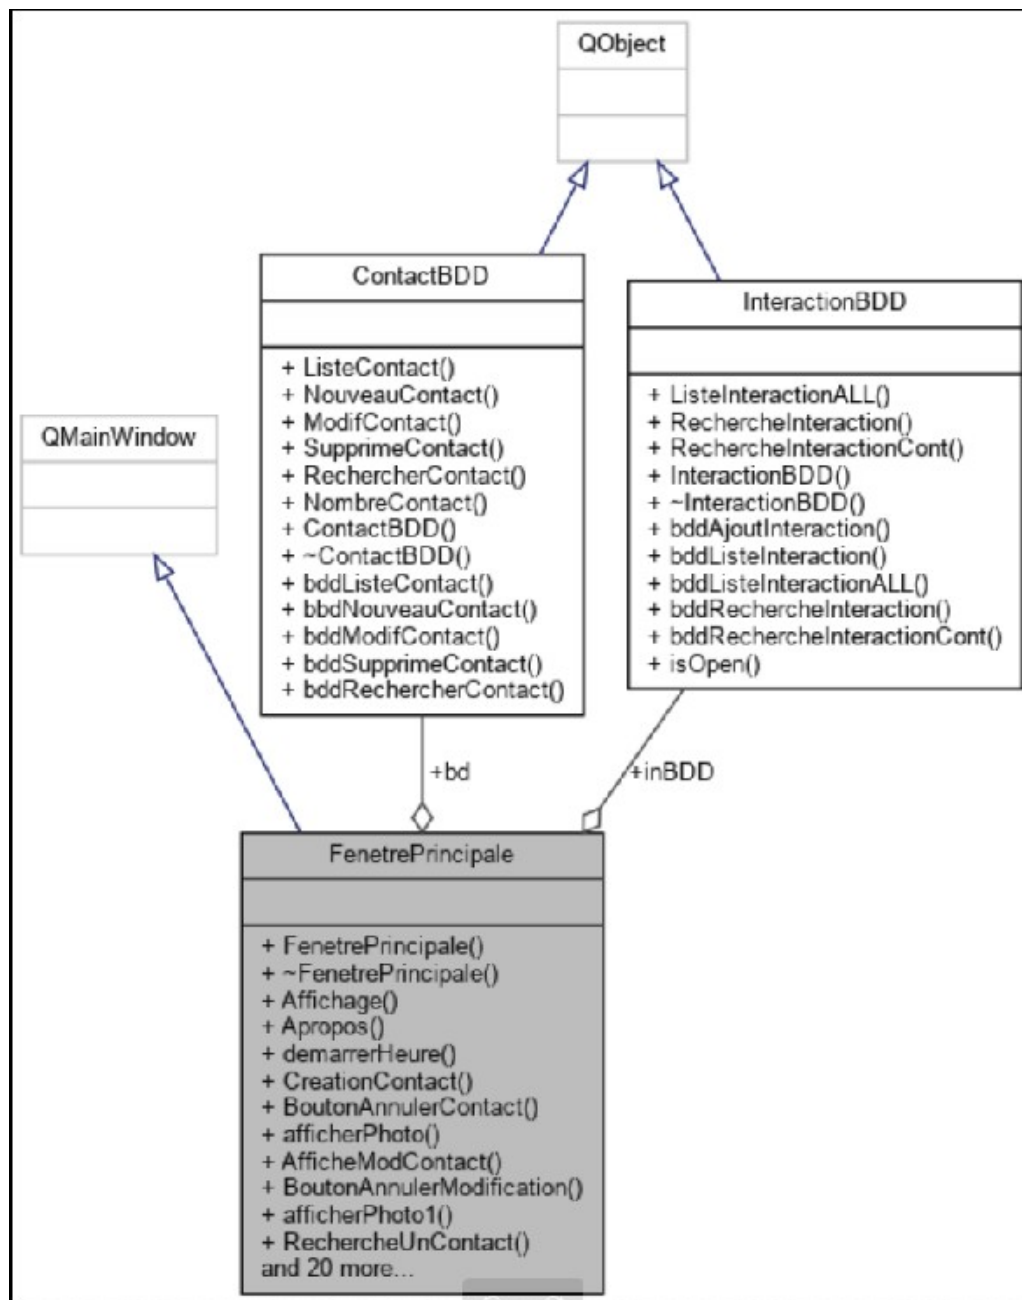 QObject
ContactBDD
+ ListeContact()
+ NouveauContact()
+ ModifContact()
+ SupprimeContact()
+ RechercherContact()
+ NombreContact()
+ ContactBDD()
+ ~ContactBDD()
+ bddListeContact()
+ bbdNouveauContact()
+ bddModifContact()
+ bddSupprimeContact()
+ bddRechercherContact()
InteractionBDD
+ ListeInteractionALL()
+ RechercheInteraction()
+ RechercheInteractionCont()
+ InteractionBDD()
+ ~InteractionBDD()
+ bddAjoutInteraction()
+ bddListeInteraction()
+ bddListeInteractionALL()
+ bddRechercheInteraction()
+ bddRechercheInteractionCont()
+ isOpen()
QMainWindow
+bd
+inBDD
FenetrePrincipale
+ FenetrePrincipale()
+ ~FenetrePrincipale()
+ Affichage()
+ Apropos()
+ demarrerHeure()
+ CreationContact()
+ BoutonAnnulerContact()
+ afficherPhoto()
+ AfficheModContact()
+ BoutonAnnulerModification()
+ afficherPhoto1()
+ RechercheUnContact()
and 20 more...